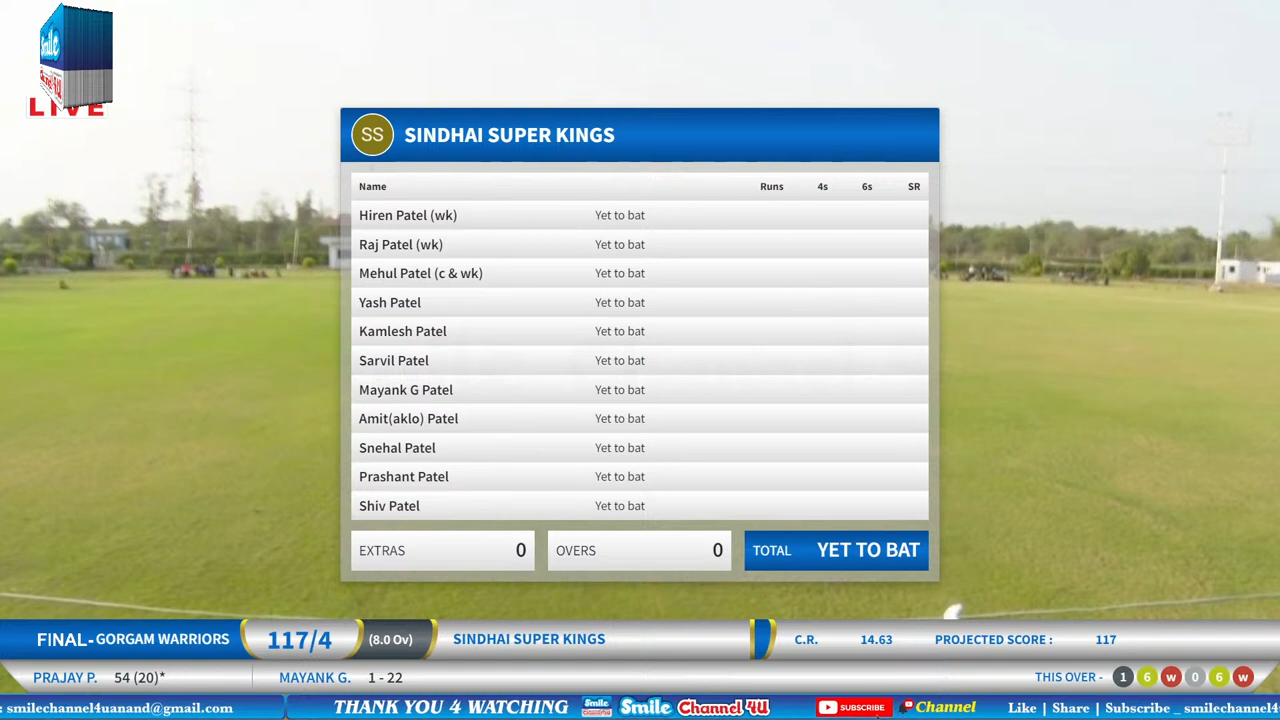 Smile
Channel 4U
LIVE
SS SINDHAI SUPER KINGS
Name Runs 4s 6s SR
Hiren Patel (wk) Yet to bat
Raj Patel (wk) Yet to bat
Mehul Patel (c & wk) Yet to bat
Yash Patel Yet to bat
Kamlesh Patel Yet to bat
Sarvil Patel Yet to bat
Mayank G Patel Yet to bat
Amit(aklo) Patel Yet to bat
Snehal Patel Yet to bat
Prashant Patel Yet to bat
Shiv Patel Yet to bat
EXTRAS 0 OVERS 0 TOTAL YET TO BAT
FINAL- GORGAM WARRIORS 117/4 (8.0 Ov) SINDHAI SUPER KINGS C.R. 14.63 PROJECTED SCORE : 117
PRAJAY P. 54 (20)* MAYANK G. 1 - 22 THIS OVER - 1 6 W 0 6 W
: smilechannel4uanand@gmail.com THANK YOU 4 WATCHING Smile Smile Channel 4U SUBSCRIBE Channel Like | Share | Subscribe _ smilechannel4